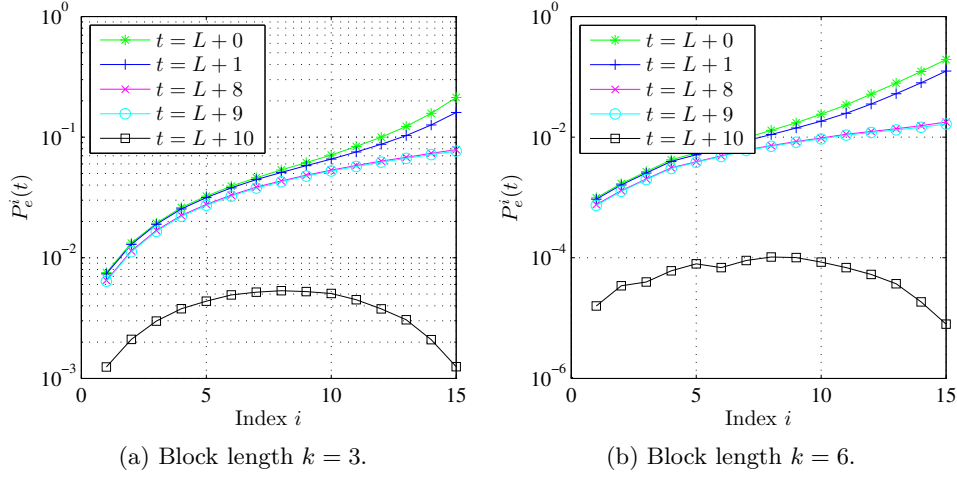 10^0
10^{-1}
10^{-2}
10^{-3}
P_e^i(t)
t = L + 0
t = L + 1
t = L + 8
t = L + 9
t = L + 10
0 5 10 15
Index i
(a) Block length k = 3.
10^0
10^{-2}
10^{-4}
10^{-6}
P_e^i(t)
t = L + 0
t = L + 1
t = L + 8
t = L + 9
t = L + 10
0 5 10 15
Index i
(b) Block length k = 6.